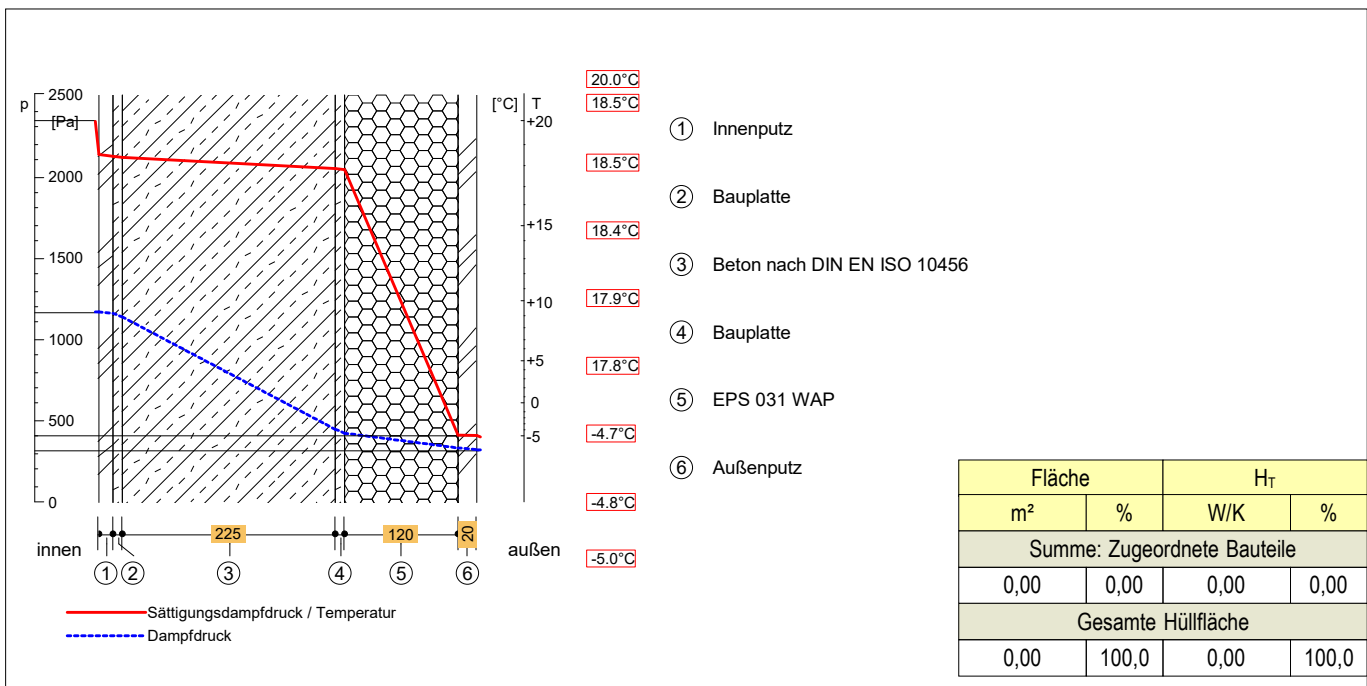 p
[Pa]
2500
2000
1500
1000
500
0
[°C]
T
+20
+15
+10
+5
0
-5
20.0°C
18.5°C
18.5°C
18.4°C
17.9°C
17.8°C
-4.7°C
-4.8°C
-5.0°C
1 Innenputz
2 Bauplatte
3 Beton nach DIN EN ISO 10456
4 Bauplatte
5 EPS 031 WAP
6 Außenputz
225
120
20
innen
außen
1 2 3 4 5 6
Sättigungsdampfdruck / Temperatur
Dampfdruck
Fläche HT
m² % W/K %
Summe: Zugeordnete Bauteile
0,00 0,00 0,00 0,00
Gesamte Hüllfläche
0,00 100,0 0,00 100,0